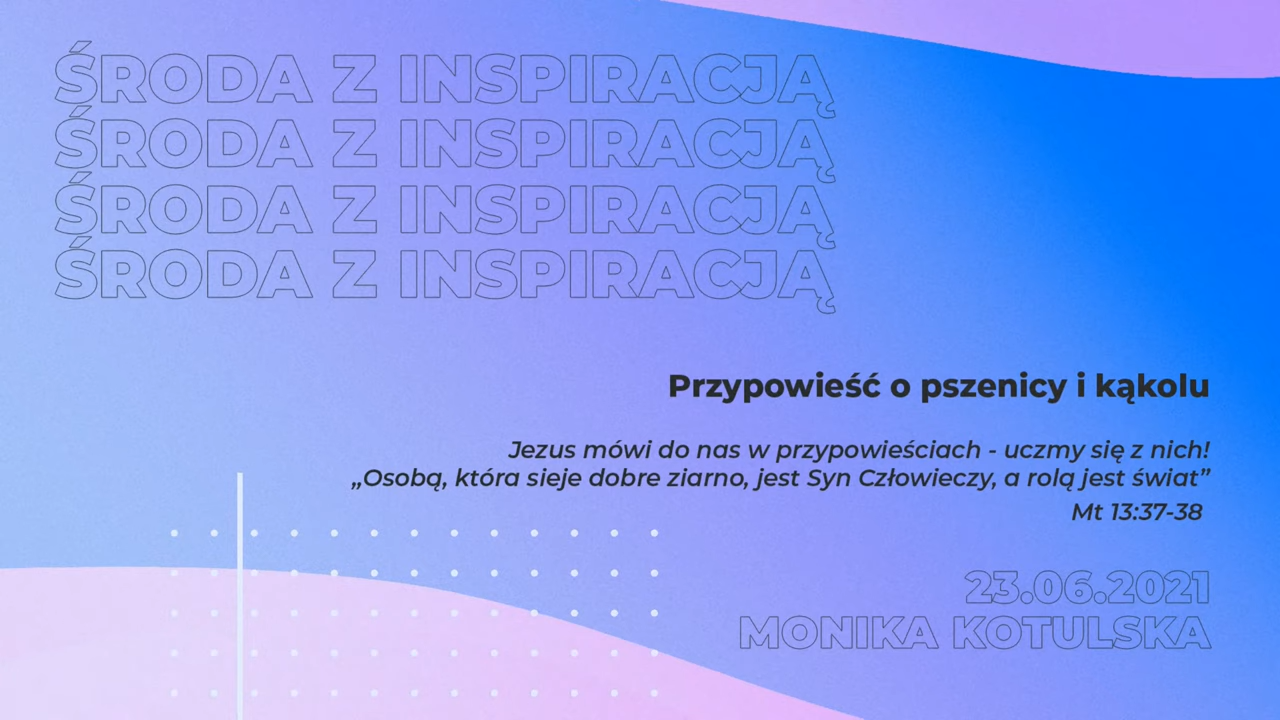 ŚRODA Z INSPIRACJĄ
ŚRODA Z INSPIRACJĄ
ŚRODA Z INSPIRACJĄ
ŚRODA Z INSPIRACJĄ
Przypowieść o pszenicy i kąkolu
Jezus mówi do nas w przypowieściach - uczmy się z nich!
„Osobą, która sieje dobre ziarno, jest Syn Człowieczy, a rolą jest świat”
Mt 13:37-38
23.06.2021
MONIKA KOTULSKA